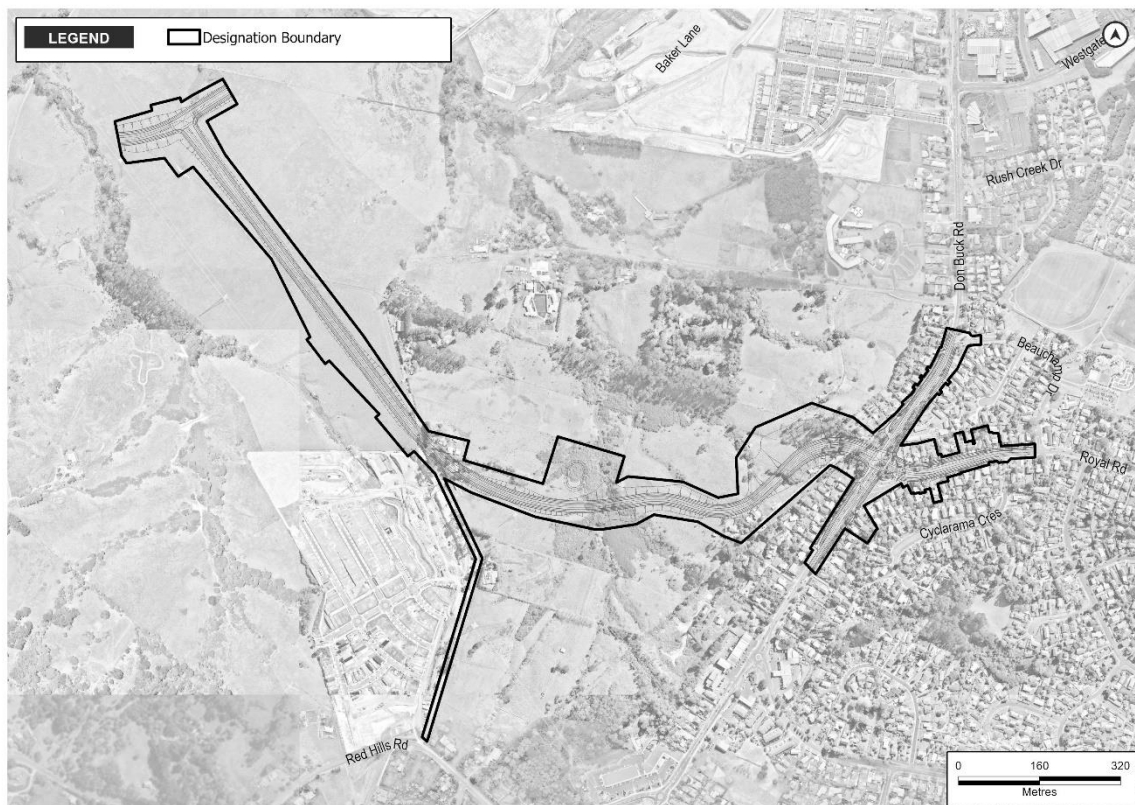 LEGEND
Designation Boundary
Baker Lane
Westgate
Rush Creek Dr
Don Buck Rd
Beauchamp Dr
Royal Rd
Cyclarama Cres
Red Hills Rd
0 160 320
Metres